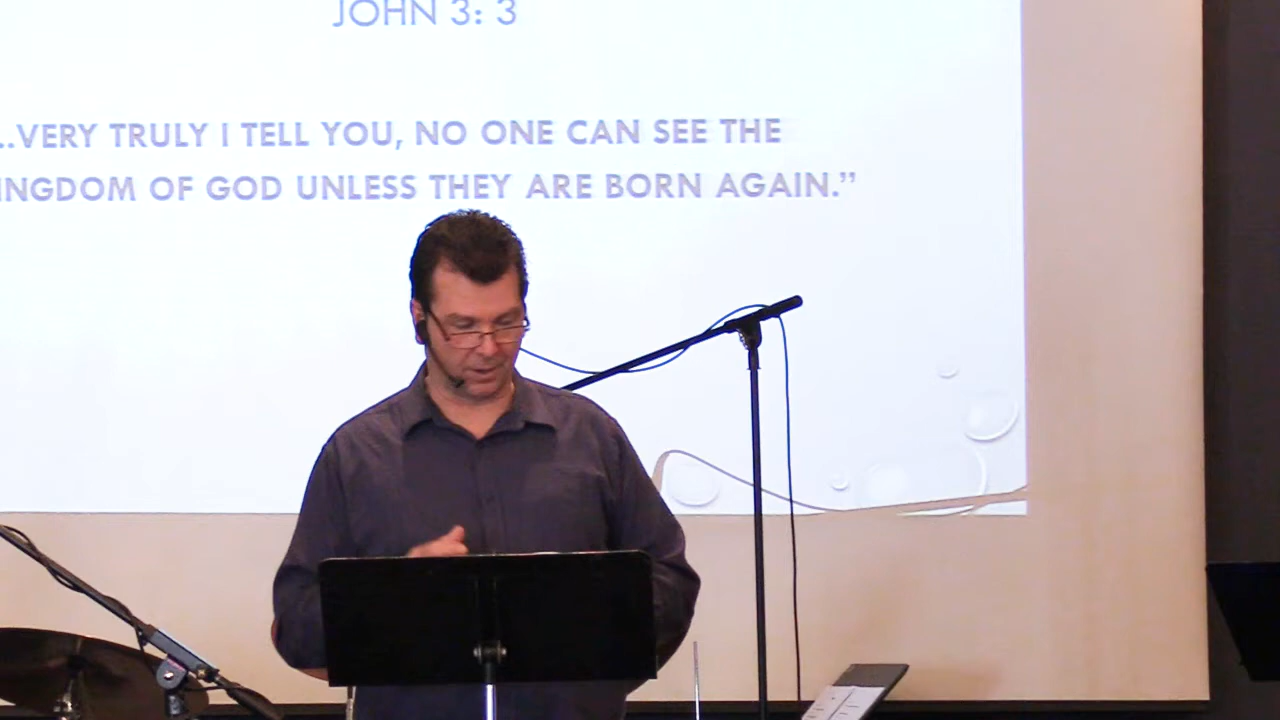 JOHN 3: 3
..VERY TRULY I TELL YOU, NO ONE CAN SEE THE
INGDOM OF GOD UNLESS THEY ARE BORN AGAIN.”